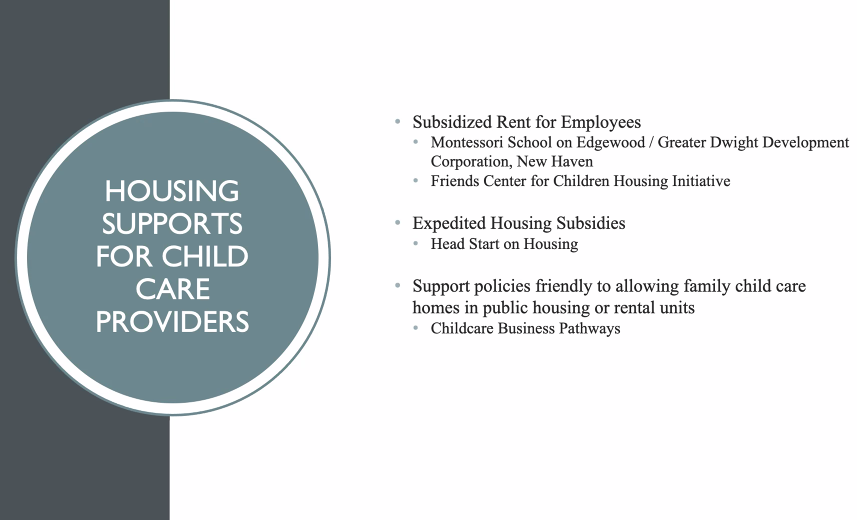 HOUSING
SUPPORTS
FOR CHILD
CARE
PROVIDERS
• Subsidized Rent for Employees
• Montessori School on Edgewood / Greater Dwight Development
Corporation, New Haven
• Friends Center for Children Housing Initiative
• Expedited Housing Subsidies
• Head Start on Housing
• Support policies friendly to allowing family child care
homes in public housing or rental units
• Childcare Business Pathways